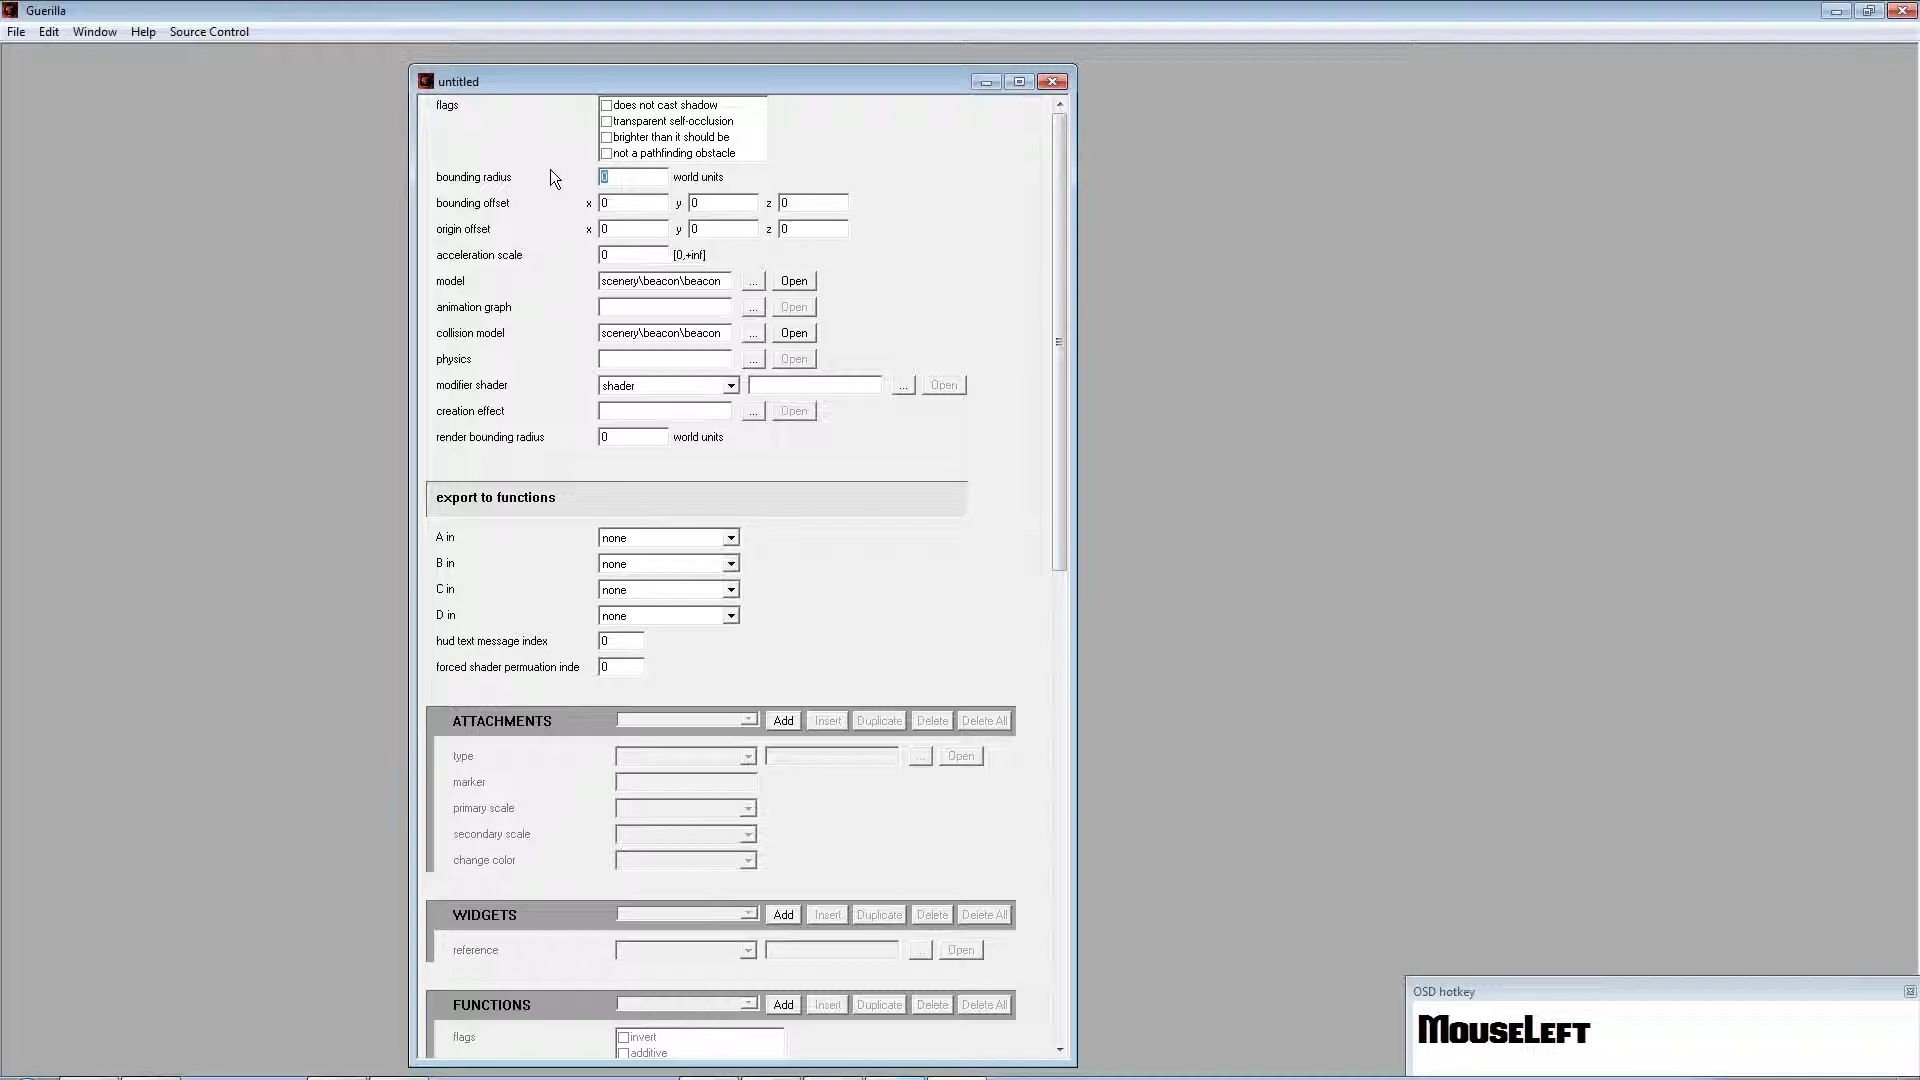 Guerilla
File Edit Window Help Source Control
untitled
flags does not cast shadow
transparent self-occlusion
brighter than it should be
not a pathfinding obstacle
bounding radius 0 world units
bounding offset x 0 y 0 z 0
origin offset x 0 y 0 z 0
acceleration scale 0 [0,+inf]
model scenery\beacon\beacon ... Open
animation graph ... Open
collision model scenery\beacon\beacon ... Open
physics ... Open
modifier shader shader ... Open
creation effect ... Open
render bounding radius 0 world units
export to functions
A in none
B in none
C in none
D in none
hud text message index 0
forced shader permuation inde 0
ATTACHMENTS Add Insert Duplicate Delete Delete All
type ... Open
marker
primary scale
secondary scale
change color
WIDGETS Add Insert Duplicate Delete Delete All
reference ... Open
FUNCTIONS Add Insert Duplicate Delete Delete All
flags invert
additive
OSD hotkey
MouseLeft